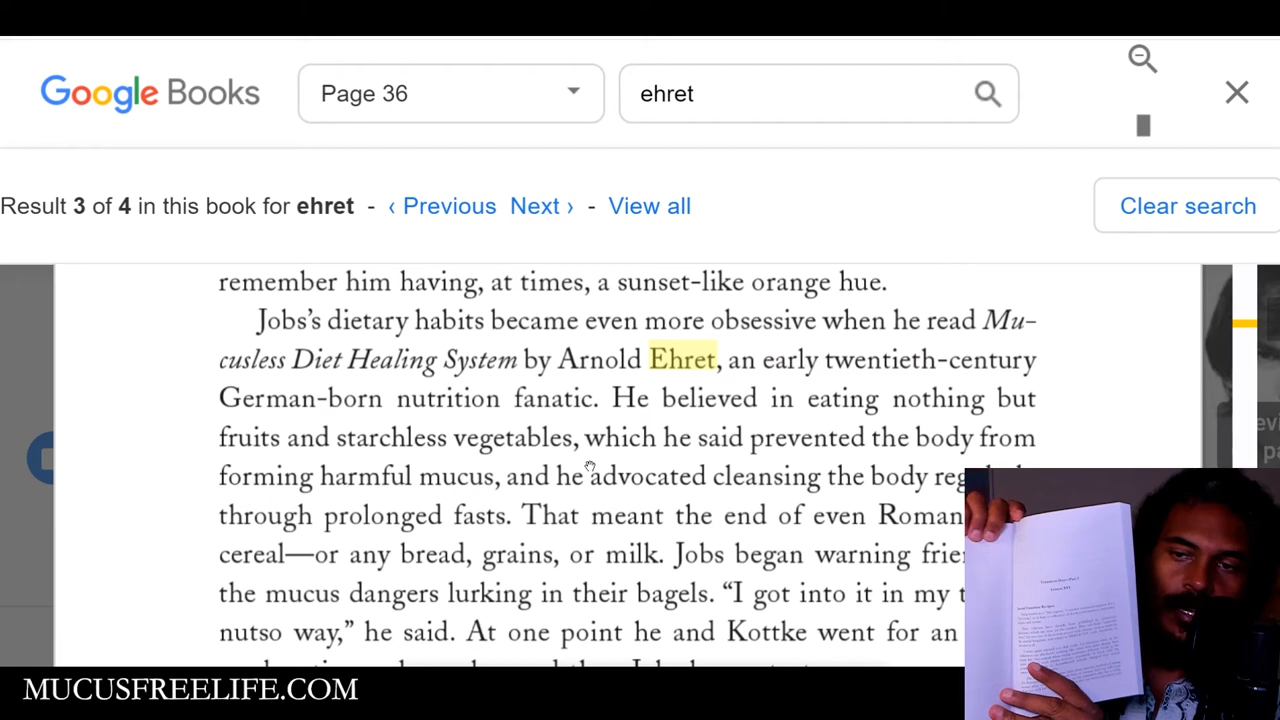 Google Books
Page 36
ehret
Result 3 of 4 in this book for ehret - ‹ Previous Next › - View all
Clear search
remember him having, at times, a sunset-like orange hue.
Jobs's dietary habits became even more obsessive when he read Mu-
cusless Diet Healing System by Arnold Ehret, an early twentieth-century
German-born nutrition fanatic. He believed in eating nothing but
fruits and starchless vegetables, which he said prevented the body from
forming harmful mucus, and he advocated cleansing the body reg
through prolonged fasts. That meant the end of even Roman
cereal—or any bread, grains, or milk. Jobs began warning frie
the mucus dangers lurking in their bagels. "I got into it in my t
nutso way," he said. At one point he and Kottke went for an
MUCUSFREELIFE.COM